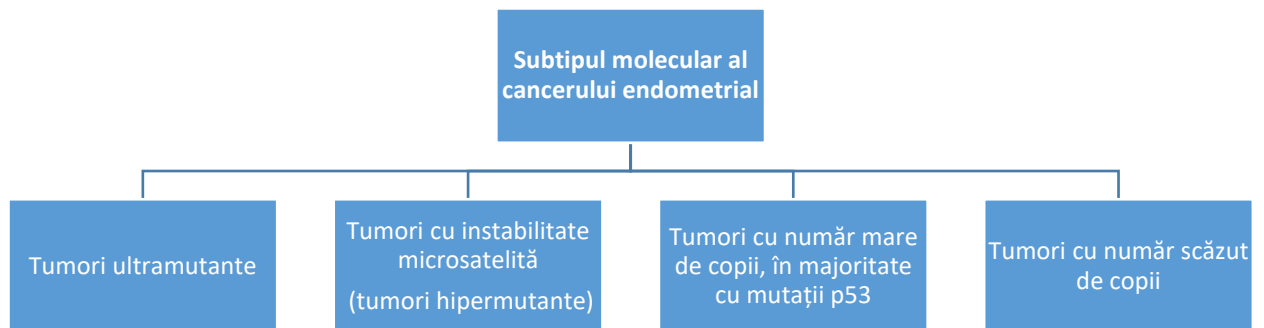 Subtipul molecular al
cancerului endometrial
Tumori ultramutante
Tumori cu instabilitate
microsatelită
(tumori hipermutante)
Tumori cu număr mare
de copii, în majoritate
cu mutații p53
Tumori cu număr scăzut
de copii